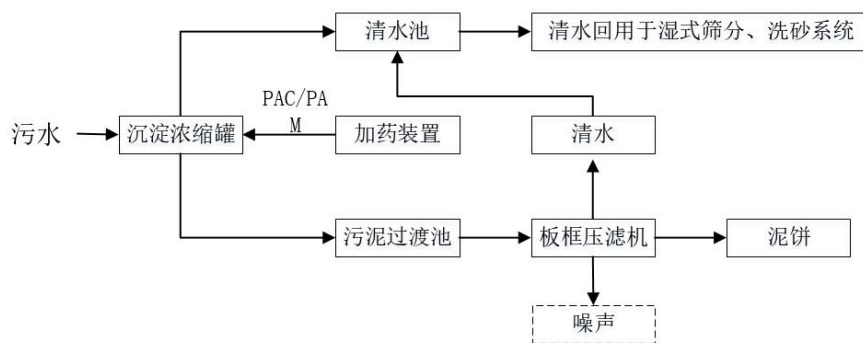 清水池
清水回用于湿式筛分、洗砂系统
PAC/PA
M
污水
沉淀浓缩罐
加药装置
清水
污泥过渡池
板框压滤机
泥饼
噪声